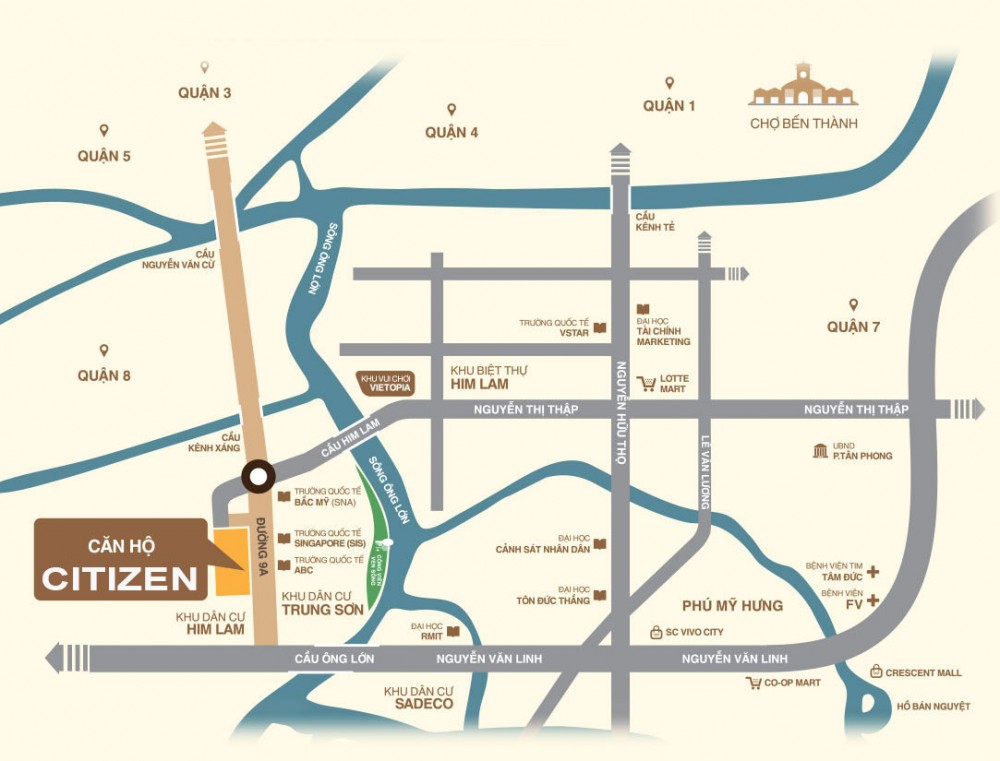 QUẬN 3
QUẬN 4
QUẬN 1
CHỢ BẾN THÀNH
QUẬN 5
CẦU
KÊNH TẺ
CẦU
NGUYỄN VĂN CỪ
SÔNG ÔNG LỚN
TRƯỜNG QUỐC TẾ
VSTAR
ĐẠI HỌC
TÀI CHÍNH
MARKETING
QUẬN 7
QUẬN 8
KHU VUI CHƠI
VIETOPIA
KHU BIỆT THỰ
HIM LAM
LOTTE
MART
NGUYỄN HỮU THỌ
NGUYỄN THỊ THẬP
NGUYỄN THỊ THẬP
CẦU
KÊNH XÁNG
CẦU HIM LAM
LÊ VĂN LƯƠNG
UBND
P.TÂN PHONG
SÔNG ÔNG LỚN
TRƯỜNG QUỐC TẾ
BẮC MỸ (SNA)
TRƯỜNG QUỐC TẾ
SINGAPORE (SIS)
TRƯỜNG QUỐC TẾ
ABC
ĐƯỜNG 9A
CÔNG VIÊN
VEN SÔNG
CĂN HỘ
CITIZEN
ĐẠI HỌC
CẢNH SÁT NHÂN DÂN
ĐẠI HỌC
TÔN ĐỨC THẮNG
BỆNH VIỆN TIM
TÂM ĐỨC
BỆNH VIỆN
FV
PHÚ MỸ HƯNG
KHU DÂN CƯ
TRUNG SƠN
KHU DÂN CƯ
HIM LAM
ĐẠI HỌC
RMIT
SC VIVO CITY
CẦU ÔNG LỚN
NGUYỄN VĂN LINH
NGUYỄN VĂN LINH
CRESCENT MALL
CO-OP MART
KHU DÂN CƯ
SADECO
HỒ BÁN NGUYỆT